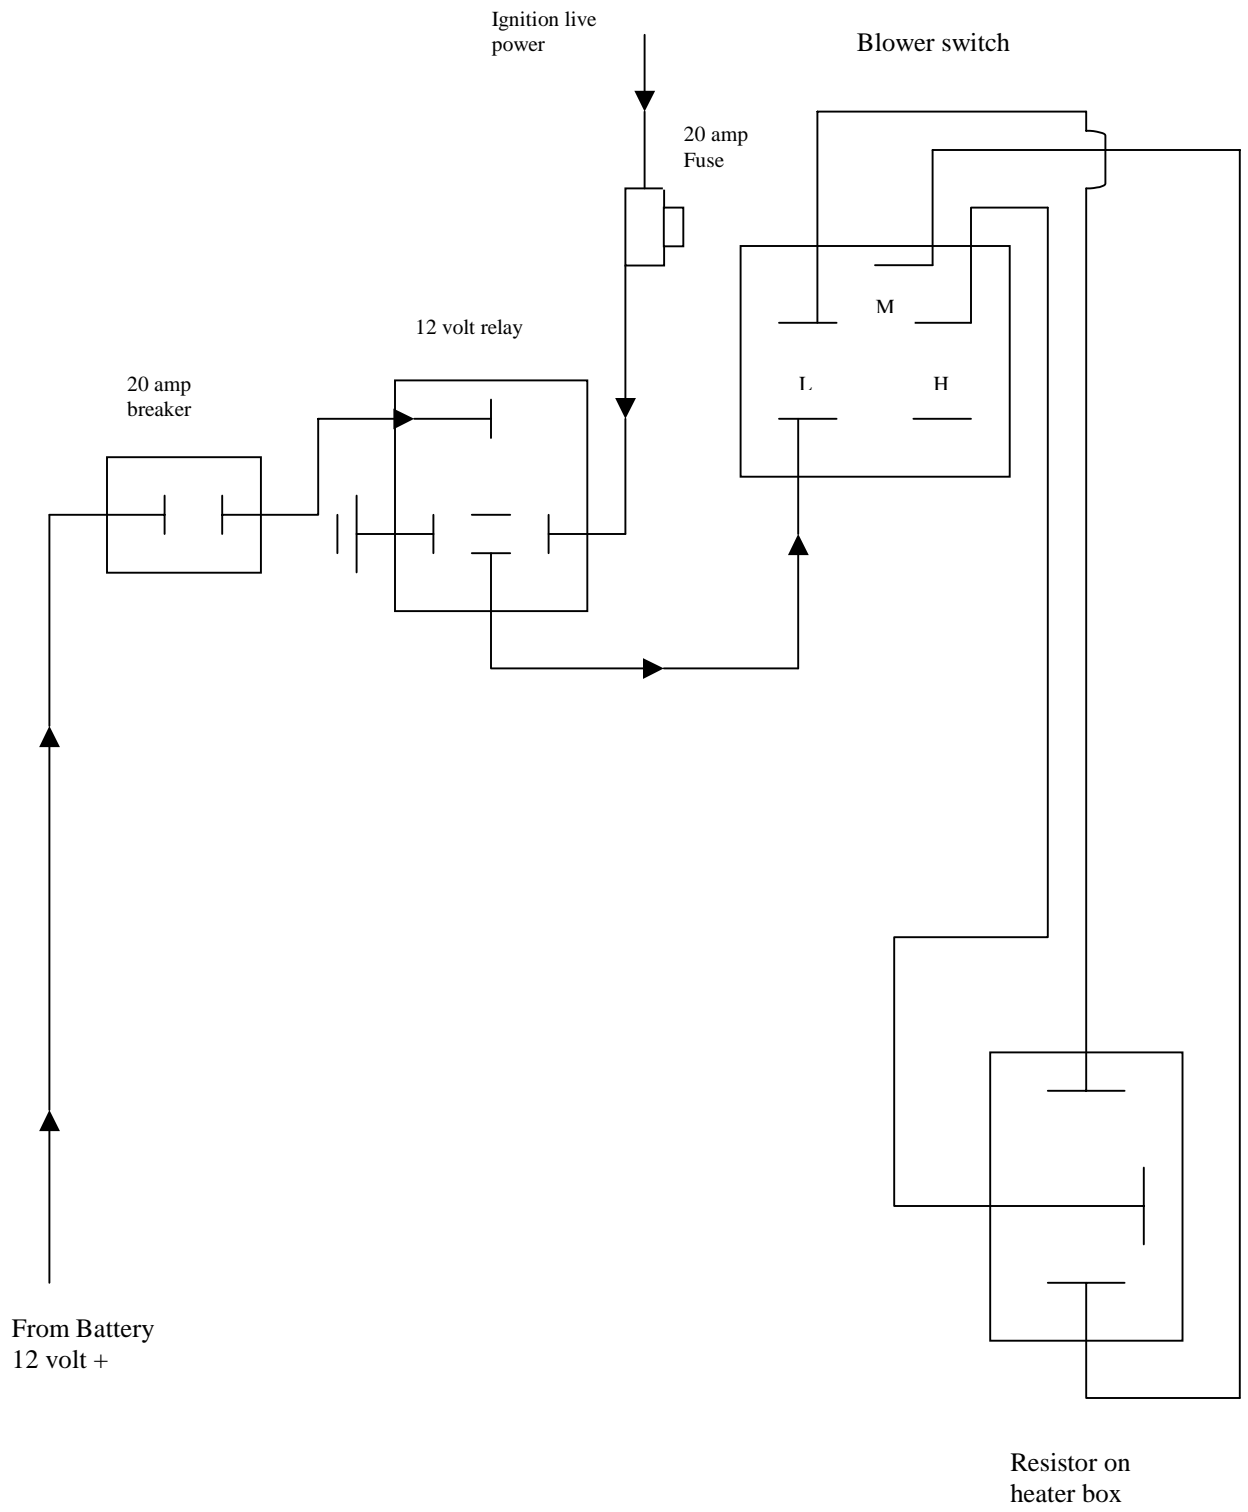 Ignition live
power
Blower switch
20 amp
Fuse
12 volt relay
M
20 amp
breaker
L
H
From Battery
12 volt +
Resistor on
heater box